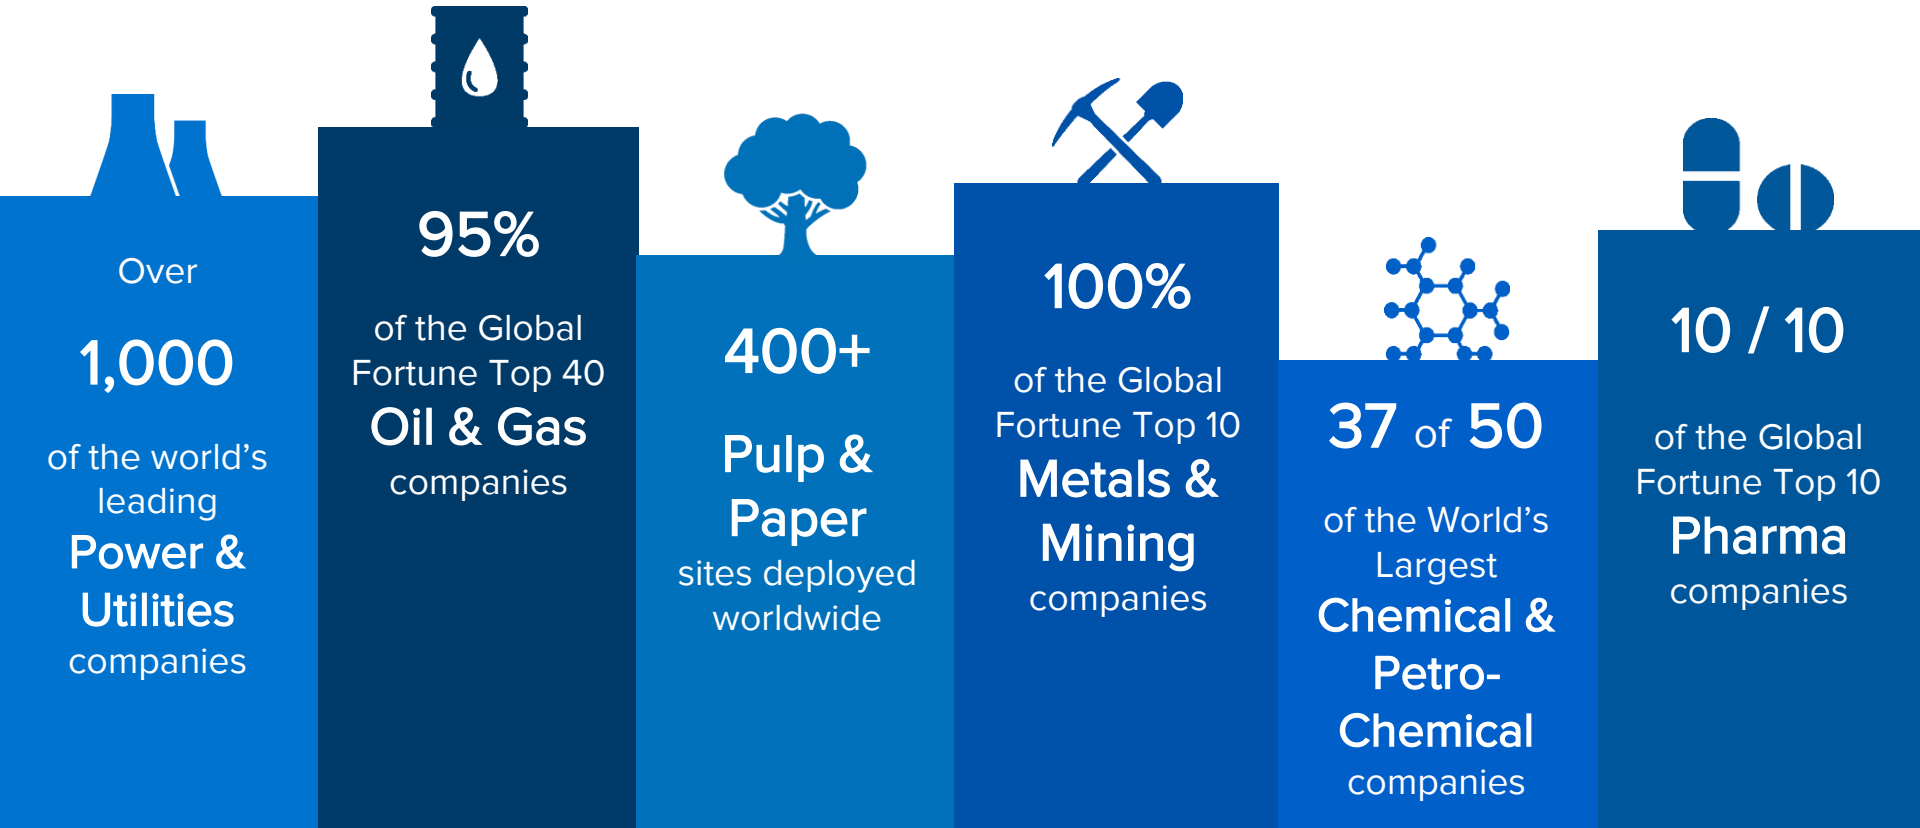 Over
1,000
of the world’s
leading
Power &
Utilities
companies
95%
of the Global
Fortune Top 40
Oil & Gas
companies
400+
Pulp &
Paper
sites deployed
worldwide
100%
of the Global
Fortune Top 10
Metals &
Mining
companies
37 of 50
of the World’s
Largest
Chemical &
Petro-
Chemical
companies
10 / 10
of the Global
Fortune Top 10
Pharma
companies